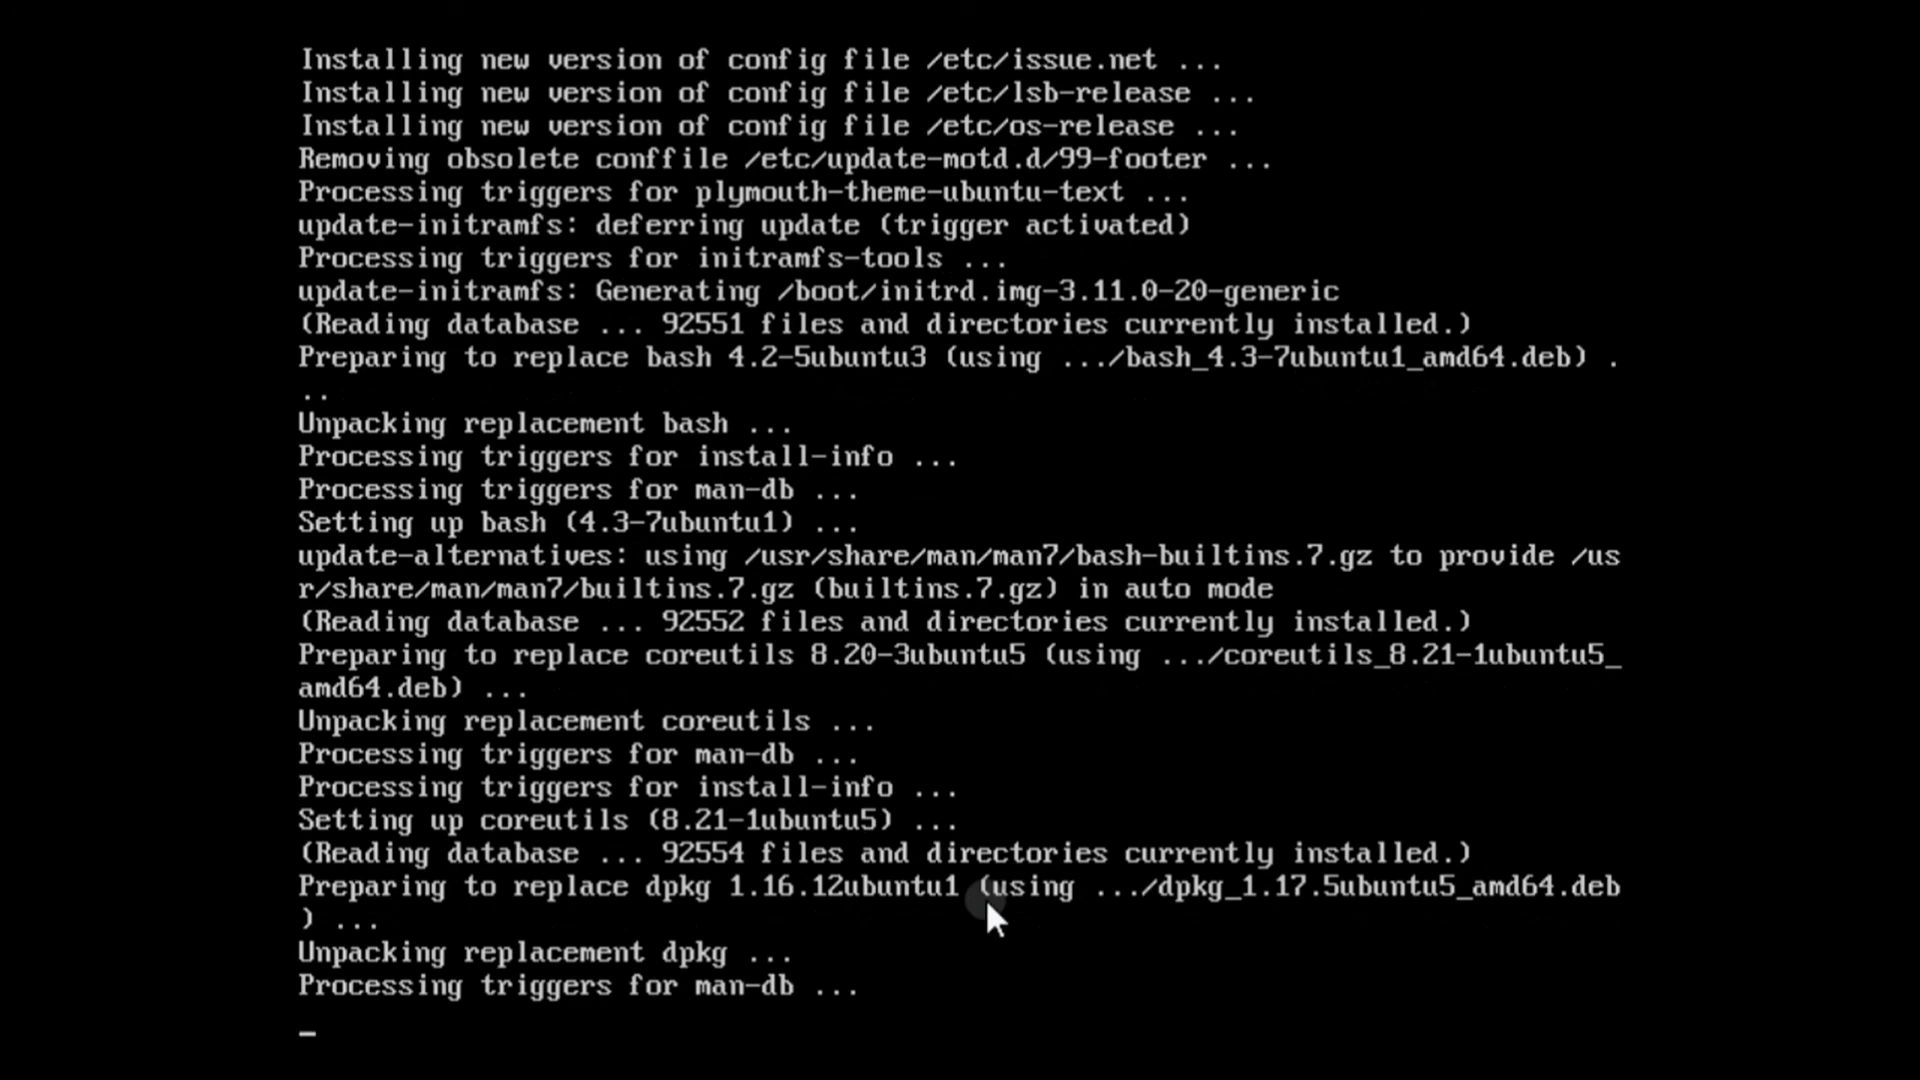 Installing new version of config file /etc/issue.net ...
Installing new version of config file /etc/lsb-release ...
Installing new version of config file /etc/os-release ...
Removing obsolete conffile /etc/update-motd.d/99-footer ...
Processing triggers for plymouth-theme-ubuntu-text ...
update-initramfs: deferring update (trigger activated)
Processing triggers for initramfs-tools ...
update-initramfs: Generating /boot/initrd.img-3.11.0-20-generic
(Reading database ... 92551 files and directories currently installed.)
Preparing to replace bash 4.2-5ubuntu3 (using .../bash_4.3-7ubuntu1_amd64.deb) .
..
Unpacking replacement bash ...
Processing triggers for install-info ...
Processing triggers for man-db ...
Setting up bash (4.3-7ubuntu1) ...
update-alternatives: using /usr/share/man/man7/bash-builtins.7.gz to provide /us
r/share/man/man7/builtins.7.gz (builtins.7.gz) in auto mode
(Reading database ... 92552 files and directories currently installed.)
Preparing to replace coreutils 8.20-3ubuntu5 (using .../coreutils_8.21-1ubuntu5_
amd64.deb) ...
Unpacking replacement coreutils ...
Processing triggers for man-db ...
Processing triggers for install-info ...
Setting up coreutils (8.21-1ubuntu5) ...
(Reading database ... 92554 files and directories currently installed.)
Preparing to replace dpkg 1.16.12ubuntu1 (using .../dpkg_1.17.5ubuntu5_amd64.deb
) ...
Unpacking replacement dpkg ...
Processing triggers for man-db ...